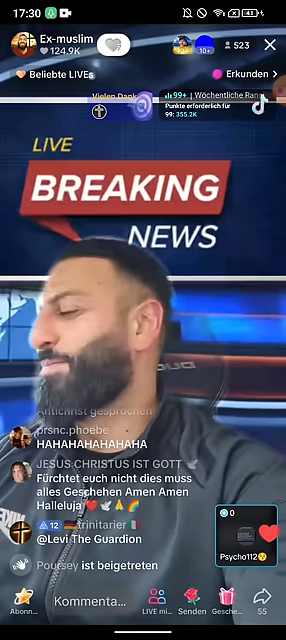 17:30
41
Ex-muslim
124.9K
10+
523
Beliebte LIVEs
Erkunden >
Vielen Dank
99+ | Wöchentliche Ran
Punkte erforderlich für
99: 355.2K
LIVE
BREAKING
NEWS
Antichrist gesprochen
prsnc.phoebe
HAHAHAHAHAHAHA
JESUS CHRISTUS IST GOTT 🕊
Fürchtet euch nicht dies muss
alles Geschehen Amen Amen
Halleluja ❤️🕊🙏🌈
12 🇩🇪trinitarier 🇮🇹
@Levi The Guardion
Poursey ist beigetreten
0
Psycho112😗
Kommenta...
Abonn...
LIVE mi...
Senden
Gesche...
55